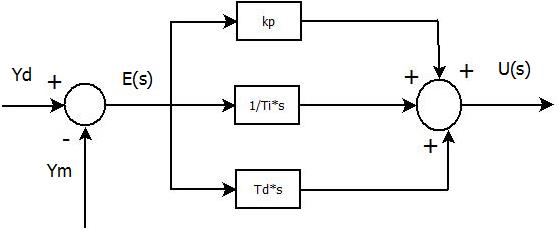 kp
Yd
+
E(s)
+
+
+
U(s)
1/Ti*s
-
+
Ym
Td*s